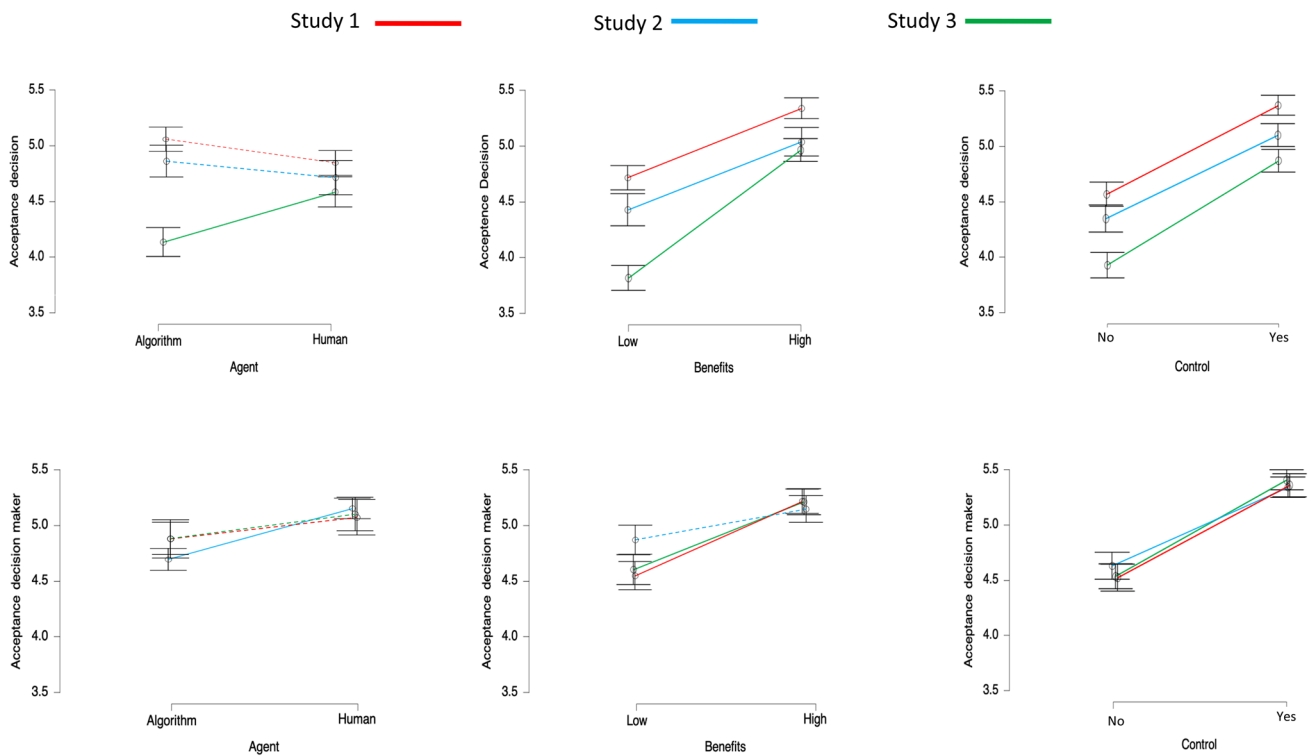 Study 1
Study 2
Study 3
Acceptance decision
5.5
5.0
4.5
4.0
3.5
Algorithm
Human
Agent
Acceptence Decision
5.5
5.0
4.5
4.0
3.5
Low
High
Benefits
Acceptance decision
5.5
5.0
4.5
4.0
3.5
No
Yes
Control
Acceptance decision maker
5.5
5.0
4.5
4.0
3.5
Algorithm
Human
Agent
Acceptance decision maker
5.5
5.0
4.5
4.0
3.5
Low
High
Benefits
Acceptance decision maker
5.5
5.0
4.5
4.0
3.5
No
Yes
Control